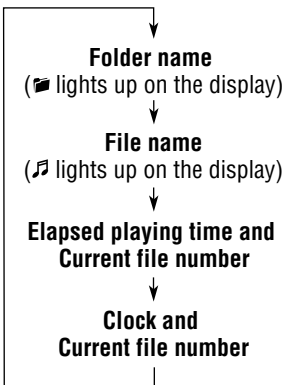 Folder name
( lights up on the display)
File name
( lights up on the display)
Elapsed playing time and
Current file number
Clock and
Current file number